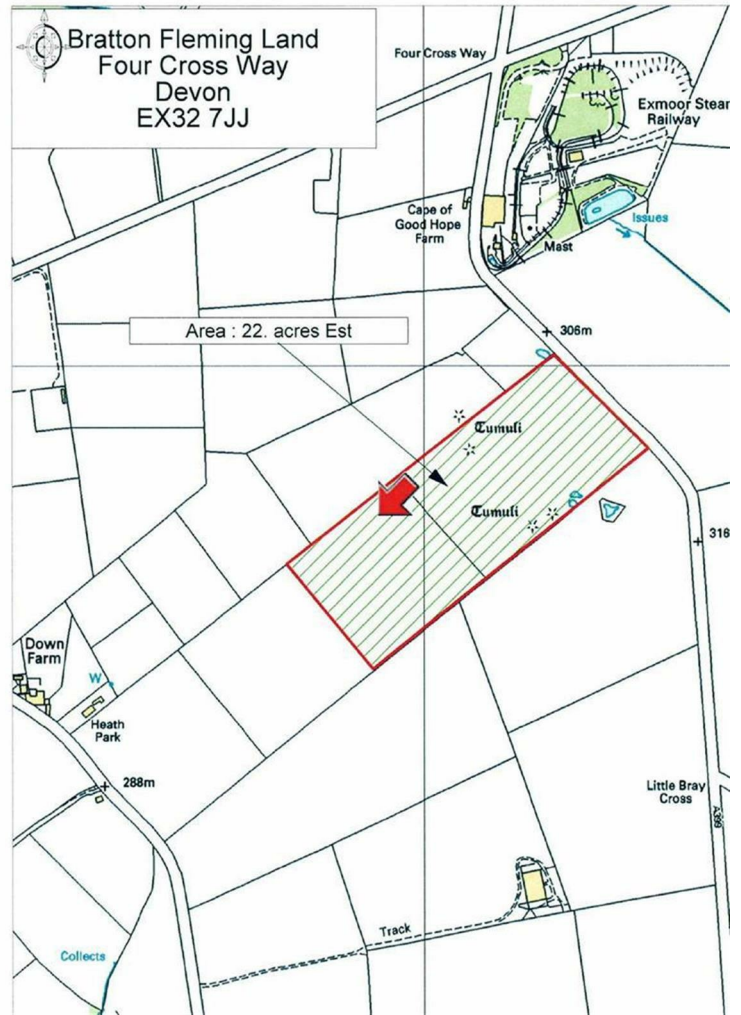 Bratton Fleming Land
Four Cross Way
Devon
EX32 7JJ
Four Cross Way
Exmoor Steam
Railway
Cape of
Good Hope
Farm
Issues
Mast
306m
Area : 22. acres Est
Tumuli
Tumuli
316
Down
Farm
W
Heath
Park
288m
Little Bray
Cross
A399
Track
Collects